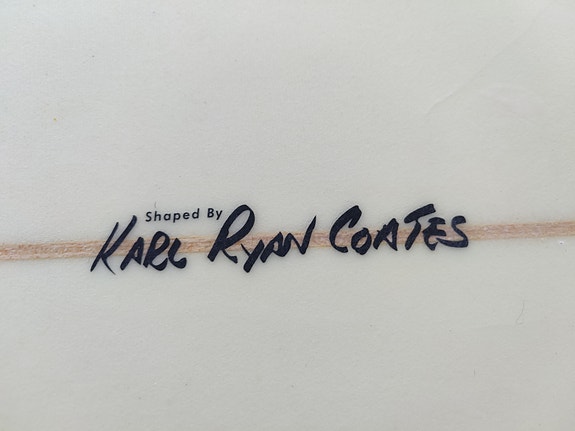 Shaped By
KARL RYAN COATES